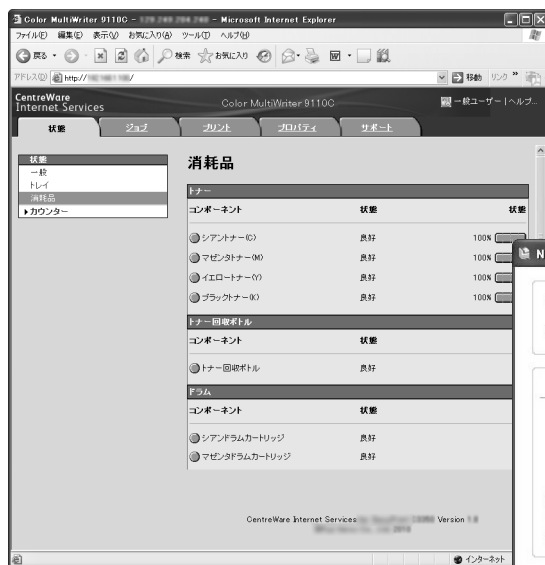 Color MultiWriter 9110C - Microsoft Internet Explorer
ファイル(F) 編集(E) 表示(V) お気に入り(A) ツール(T) ヘルプ(H)
戻る 検索 お気に入り
アドレス(D) http:// / 移動 リンク »
CentreWare
Internet Services Color MultiWriter 9110C 一般ユーザー | ヘルプ...
状態 ジョブ プリント プロパティ サポート
状態
一般
トレイ
消耗品
カウンター
消耗品
トナー
コンポーネント 状態 状態
シアントナー(C) 良好 100%
マゼンタトナー(M) 良好 100%
イエロートナー(Y) 良好 100%
ブラックトナー(K) 良好 100%
トナー回収ボトル
コンポーネント 状態
トナー回収ボトル 良好
ドラム
コンポーネント 状態
シアンドラムカートリッジ 良好
マゼンタドラムカートリッジ 良好
CentreWare Internet Services Version
インターネット
N